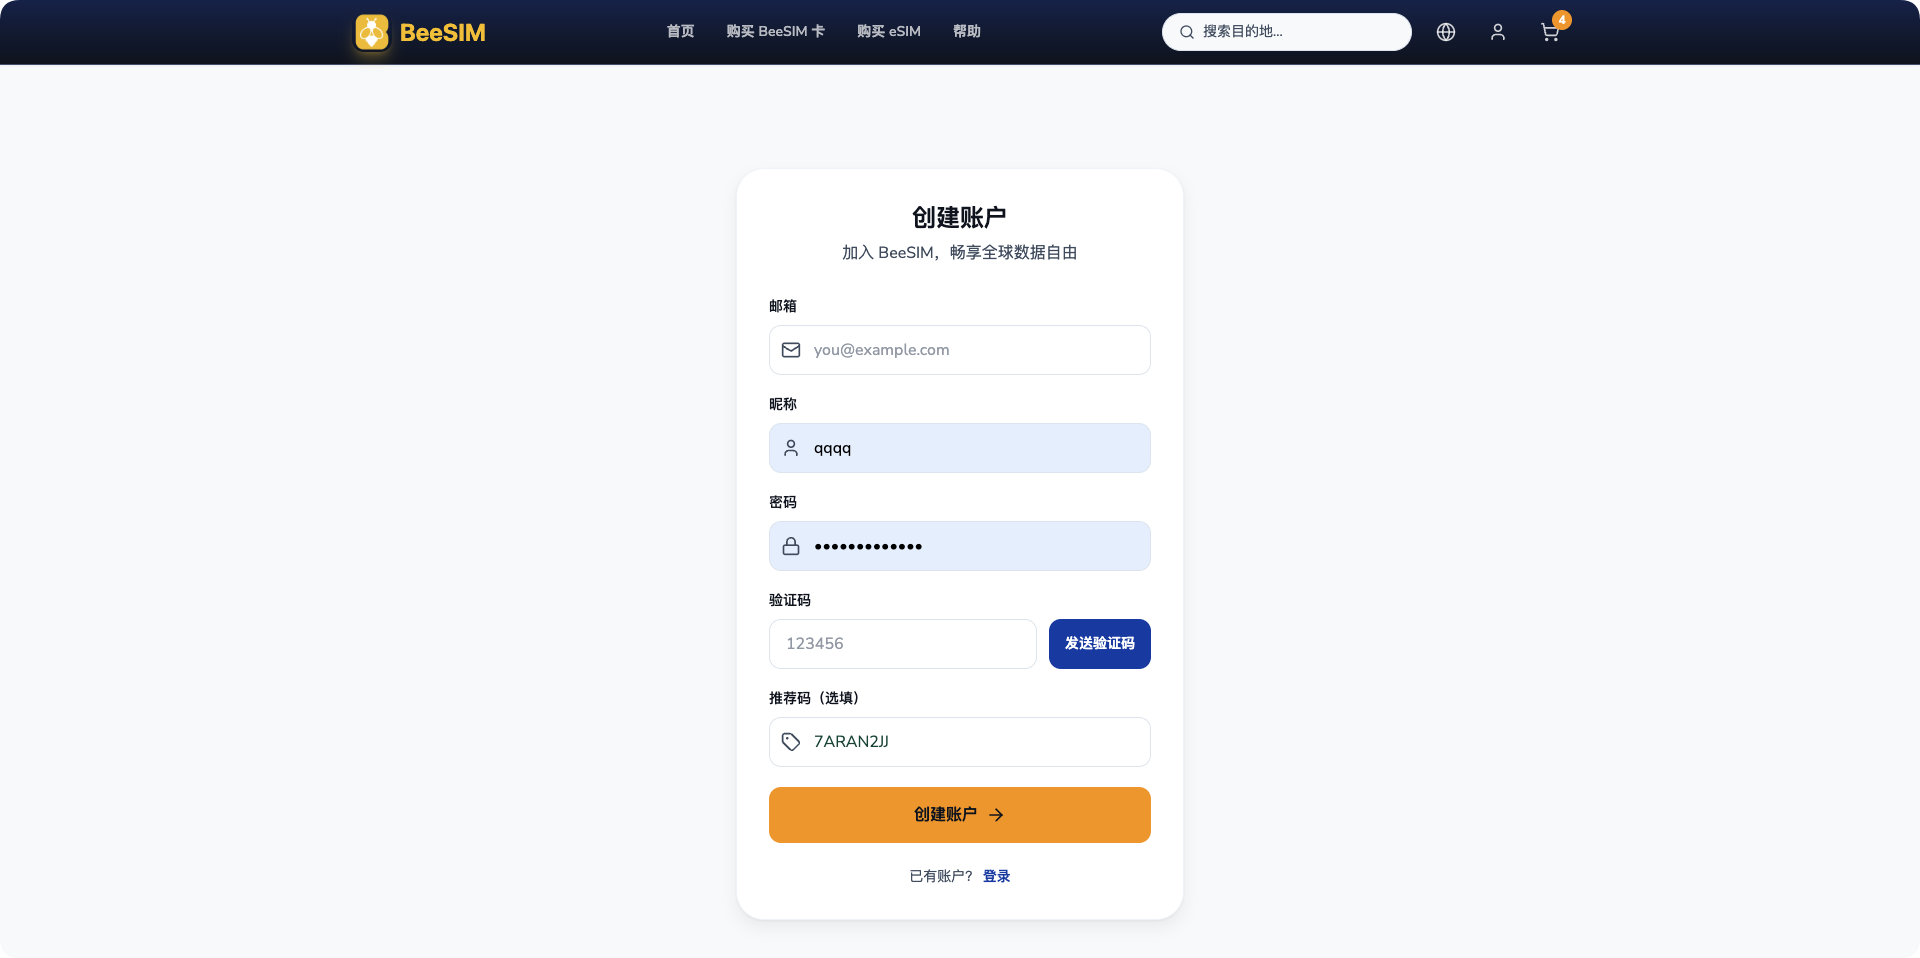 BeeSIM
首页
购买 BeeSIM 卡
购买 eSIM
帮助
搜索目的地...
4
创建账户
加入 BeeSIM，畅享全球数据自由
邮箱
you@example.com
昵称
qqqq
密码
•••••••••••••
验证码
123456
发送验证码
推荐码（选填）
7ARAN2JJ
创建账户 →
已有账户？ 登录